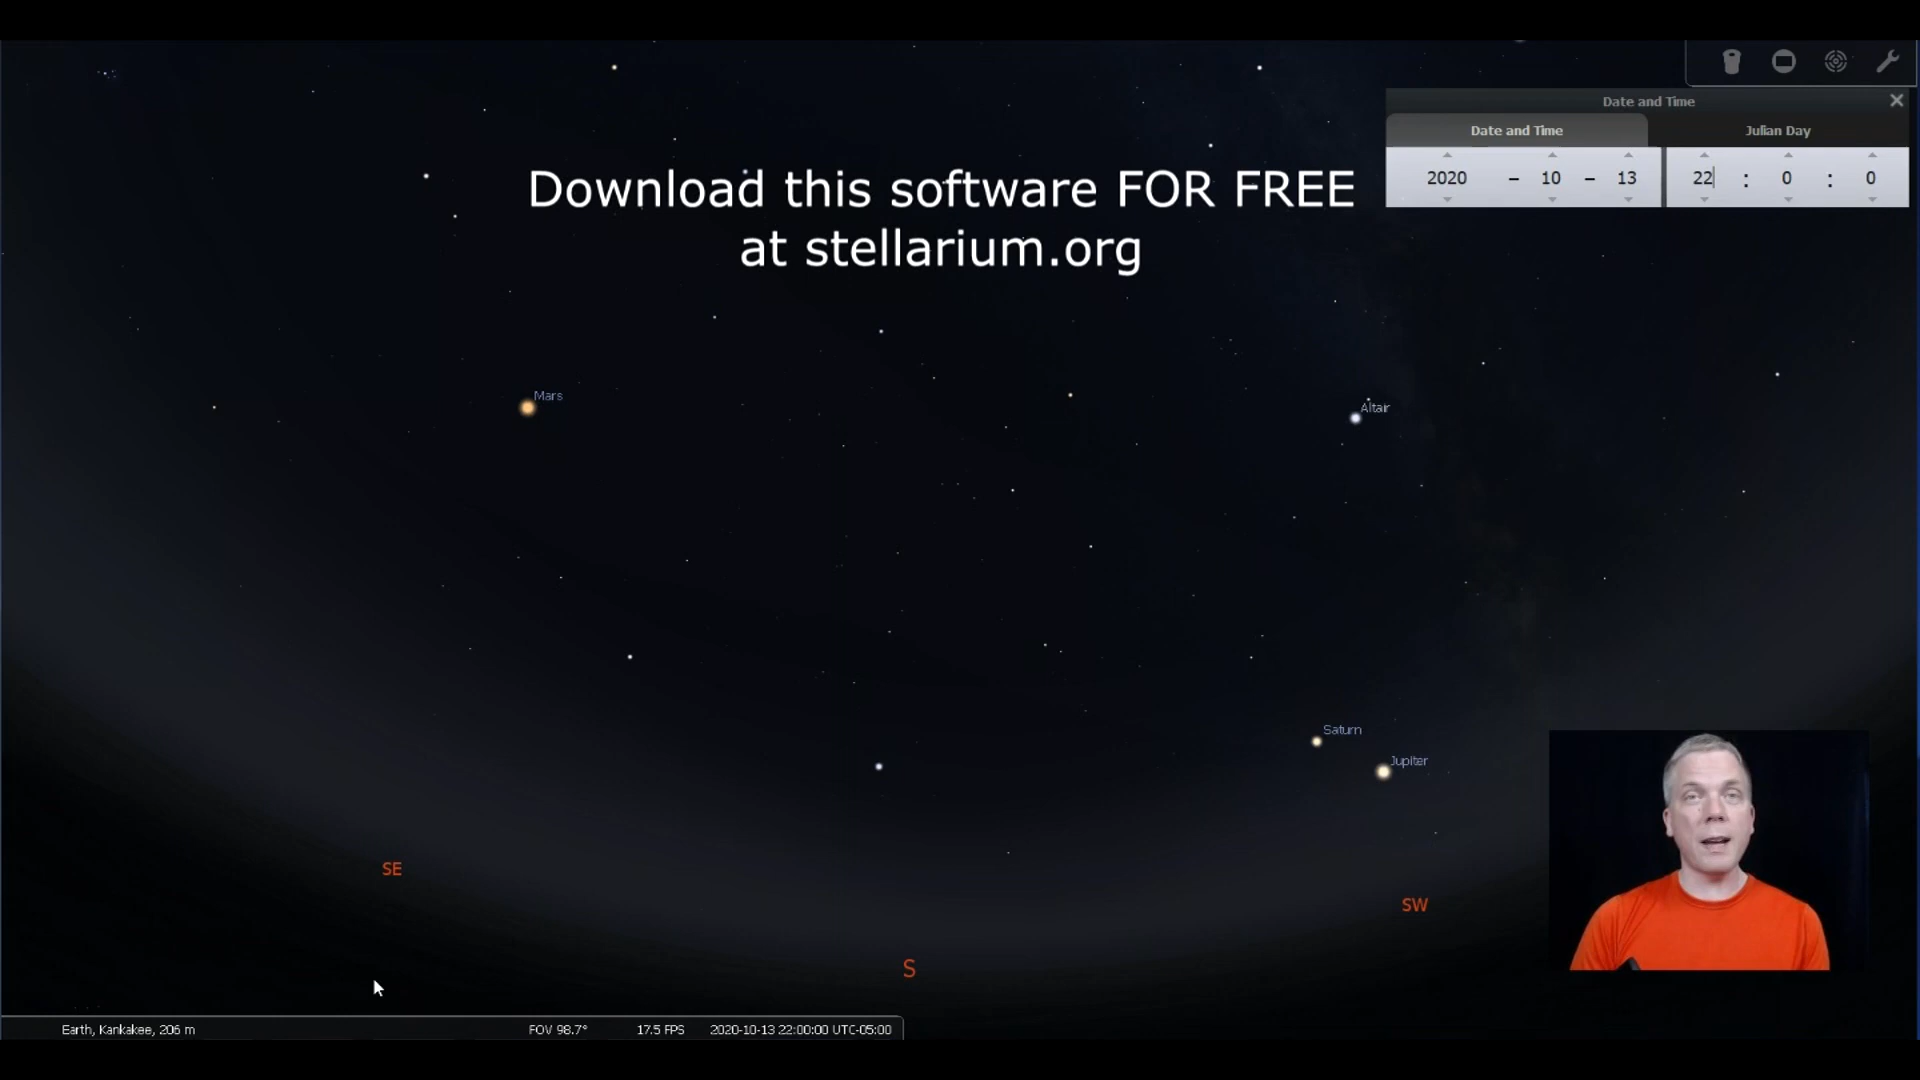 Date and Time
Date and Time
Julian Day
2020 – 10 – 13
22 : 0 : 0
Download this software FOR FREE
at stellarium.org
Mars
Altair
Saturn
Jupiter
SE
SW
S
Earth, Kankakee, 206 m
FOV 98.7°
17.5 FPS
2020-10-13 22:00:00 UTC-05:00